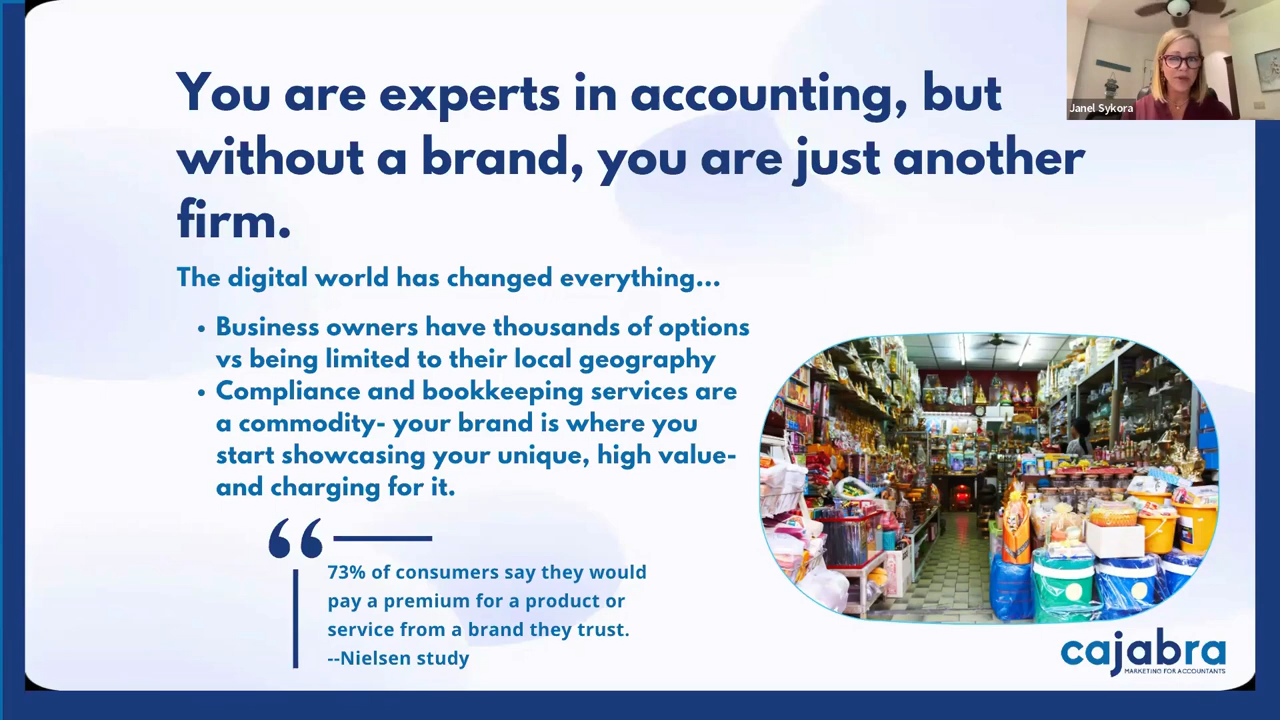 You are experts in accounting, but
without a brand, you are just another
firm.
The digital world has changed everything...
• Business owners have thousands of options
vs being limited to their local geography
• Compliance and bookkeeping services are
a commodity- your brand is where you
start showcasing your unique, high value-
and charging for it.
“
73% of consumers say they would
pay a premium for a product or
service from a brand they trust.
--Nielsen study
Janel Sykora
cajabra
MARKETING FOR ACCOUNTANTS